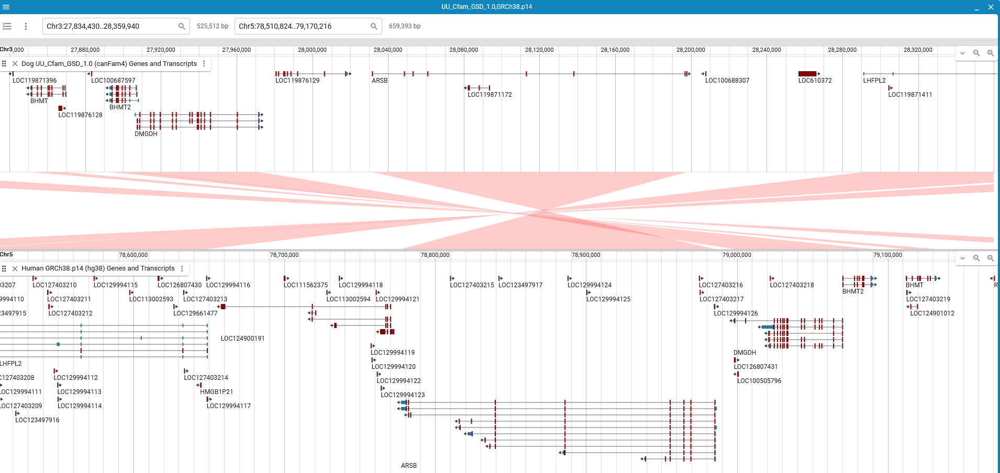 UU_Cfam_GSD_1.0,GRCh38.p14
Chr3:27,834,430..28,359,940 525,512 bp Chr5:78,510,824..79,170,216 659,393 bp
Chr3 ,000 27,880,000 27,920,000 27,960,000 28,000,000 28,040,000 28,080,000 28,120,000 28,160,000 28,200,000 28,240,000 28,280,000 28,320,000
Dog UU_Cfam_GSD_1.0 (canFam4) Genes and Transcripts
LOC119871396 LOC100687597 LOC119876129 ARSB LOC100688307 LOC610372 LHFPL2
LOC119871172 LOC119871411
BHMT BHMT2
LOC119876128
DMGDH
Chr5 78,600,000 78,700,000 78,800,000 78,900,000 79,000,000 79,100,000
Human GRCh38.p14 (hg38) Genes and Transcripts
3207 LOC127403210 LOC129994115 LOC126807430 LOC129994116 LOC111562375 LOC129994118 LOC127403215 LOC123497917 LOC129994124 LOC127403216 LOC127403218 BHMT R
BHMT2
9994110 LOC127403211 LOC113002593 LOC127403213 LOC113002594 LOC129994121 LOC129994125 LOC127403217 LOC127403219
23497915 LOC127403212 LOC129661477 LOC129994126 LOC124901012
LOC124900191
LOC129994119 DMGDH
LHFPL2 LOC129994120 LOC126807431
C127403208 LOC129994112 LOC127403214 LOC129994122 LOC100505796
LOC129994111 LOC129994113 HMGB1P21 LOC129994123
LOC127403209 LOC129994114 LOC129994117
LOC123497916
ARSB